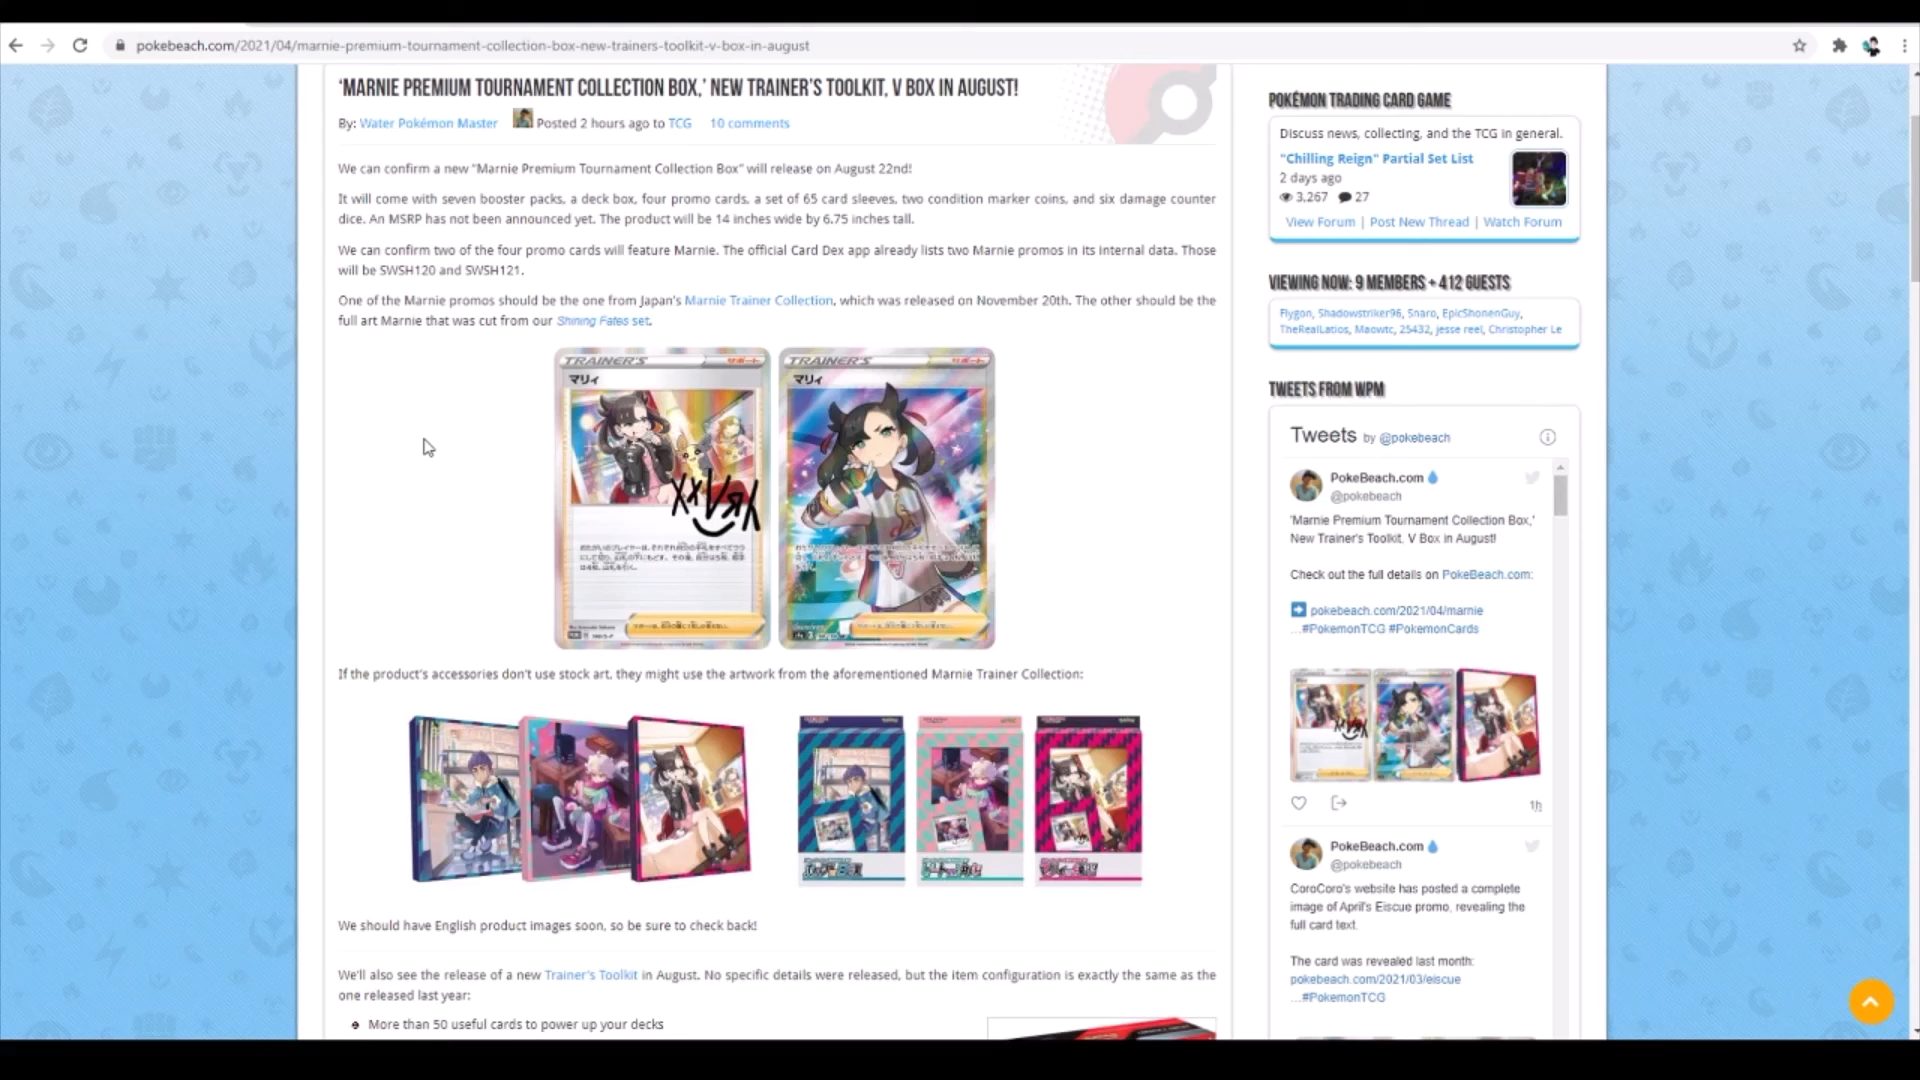 pokebeach.com/2021/04/marnie-premium-tournament-collection-box-new-trainers-toolkit-v-box-in-august
‘MARNIE PREMIUM TOURNAMENT COLLECTION BOX,’ NEW TRAINER’S TOOLKIT, V BOX IN AUGUST!
By: Water Pokémon Master Posted 2 hours ago to TCG 10 comments
We can confirm a new “Marnie Premium Tournament Collection Box” will release on August 22nd!
It will come with seven booster packs, a deck box, four promo cards, a set of 65 card sleeves, two condition marker coins, and six damage counter
dice. An MSRP has not been announced yet. The product will be 14 inches wide by 6.75 inches tall.
We can confirm two of the four promo cards will feature Marnie. The official Card Dex app already lists two Marnie promos in its internal data. Those
will be SWSH120 and SWSH121.
One of the Marnie promos should be the one from Japan’s Marnie Trainer Collection, which was released on November 20th. The other should be the
full art Marnie that was cut from our Shining Fates set.
TRAINER'S サポート
マリィ
TRAINER'S サポート
マリィ
If the product’s accessories don’t use stock art, they might use the artwork from the aforementioned Marnie Trainer Collection:
We should have English product images soon, so be sure to check back!
We’ll also see the release of a new Trainer’s Toolkit in August. No specific details were released, but the item configuration is exactly the same as the
one released last year:
More than 50 useful cards to power up your decks
POKÉMON TRADING CARD GAME
Discuss news, collecting, and the TCG in general.
"Chilling Reign" Partial Set List
2 days ago
3,267 27
View Forum | Post New Thread | Watch Forum
VIEWING NOW: 9 MEMBERS + 412 GUESTS
Flygon, Shadowstriker96, Snaro, EpicShonenGuy,
TheRealLatios, Maowtc, 25432, jesse reel, Christopher Le
TWEETS FROM WPM
Tweets by @pokebeach
PokeBeach.com
@pokebeach
'Marnie Premium Tournament Collection Box,'
New Trainer's Toolkit, V Box in August!
Check out the full details on PokeBeach.com:
pokebeach.com/2021/04/marnie
…#PokemonTCG #PokemonCards
1h
PokeBeach.com
@pokebeach
CoroCoro's website has posted a complete
image of April's Eiscue promo, revealing the
full card text.
The card was revealed last month:
pokebeach.com/2021/03/eiscue
…#PokemonTCG